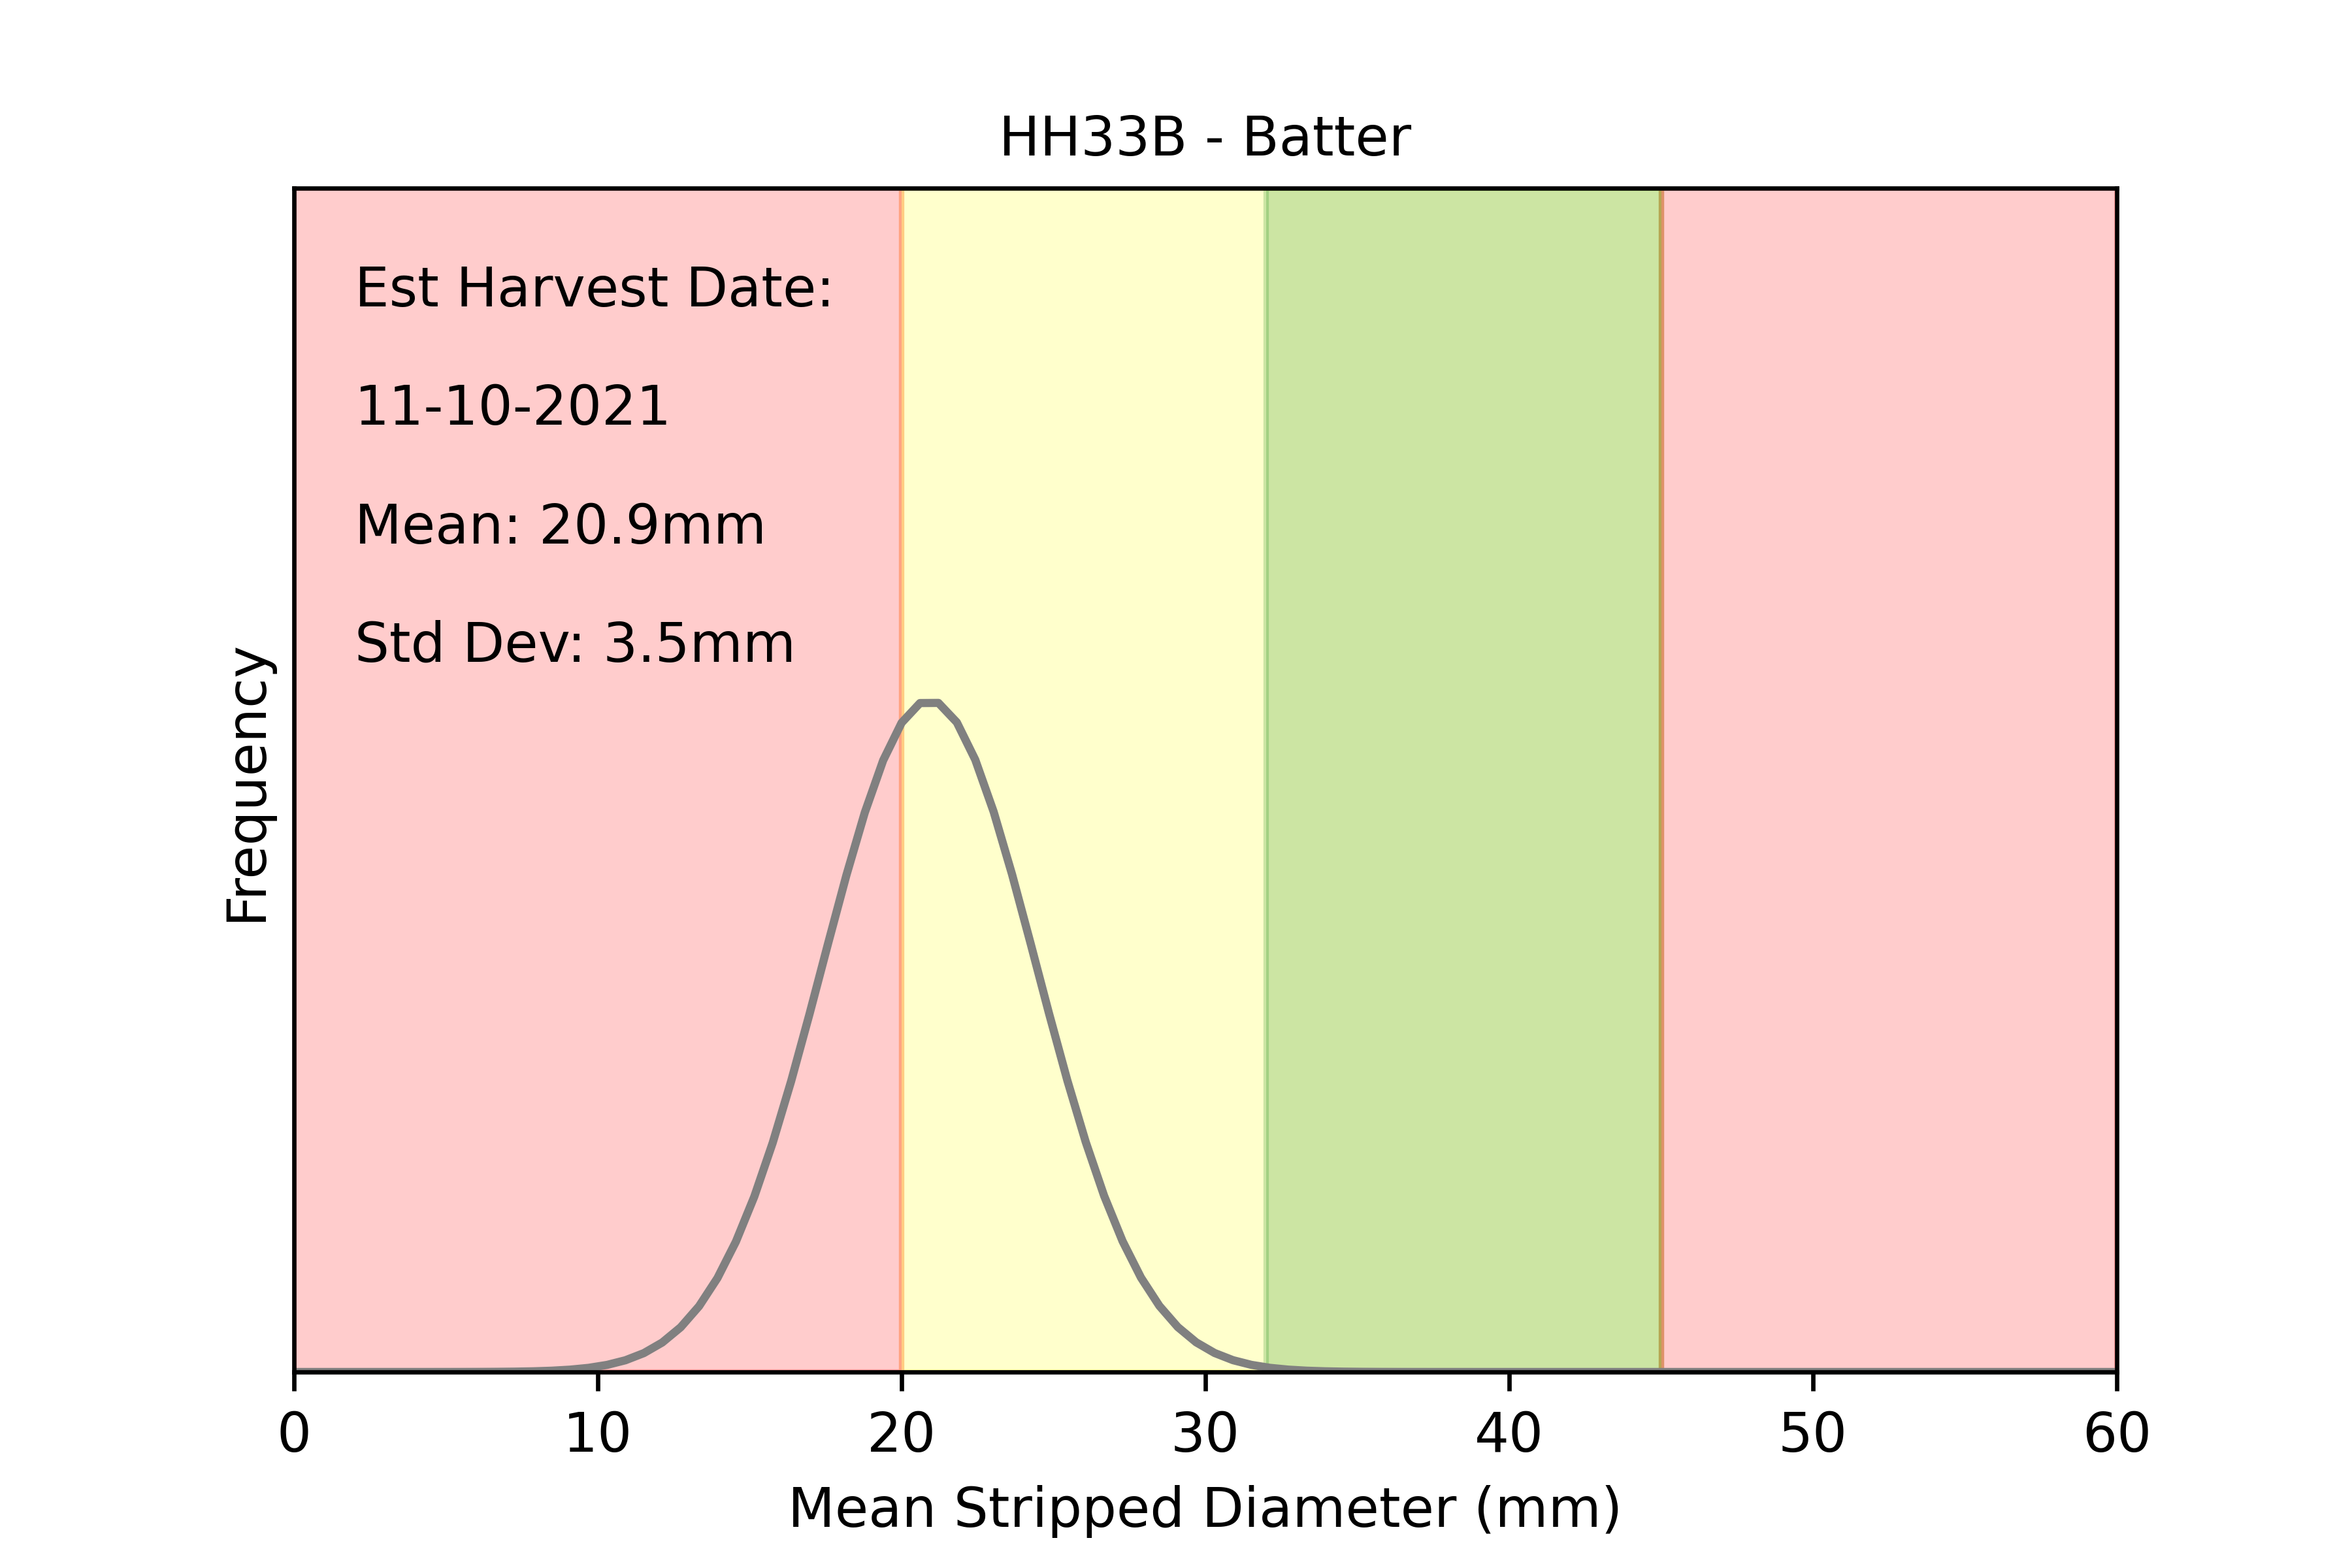 HH33B - Batter
Est Harvest Date:
11-10-2021
Mean: 20.9mm
Std Dev: 3.5mm
Frequency
0 10 20 30 40 50 60
Mean Stripped Diameter (mm)